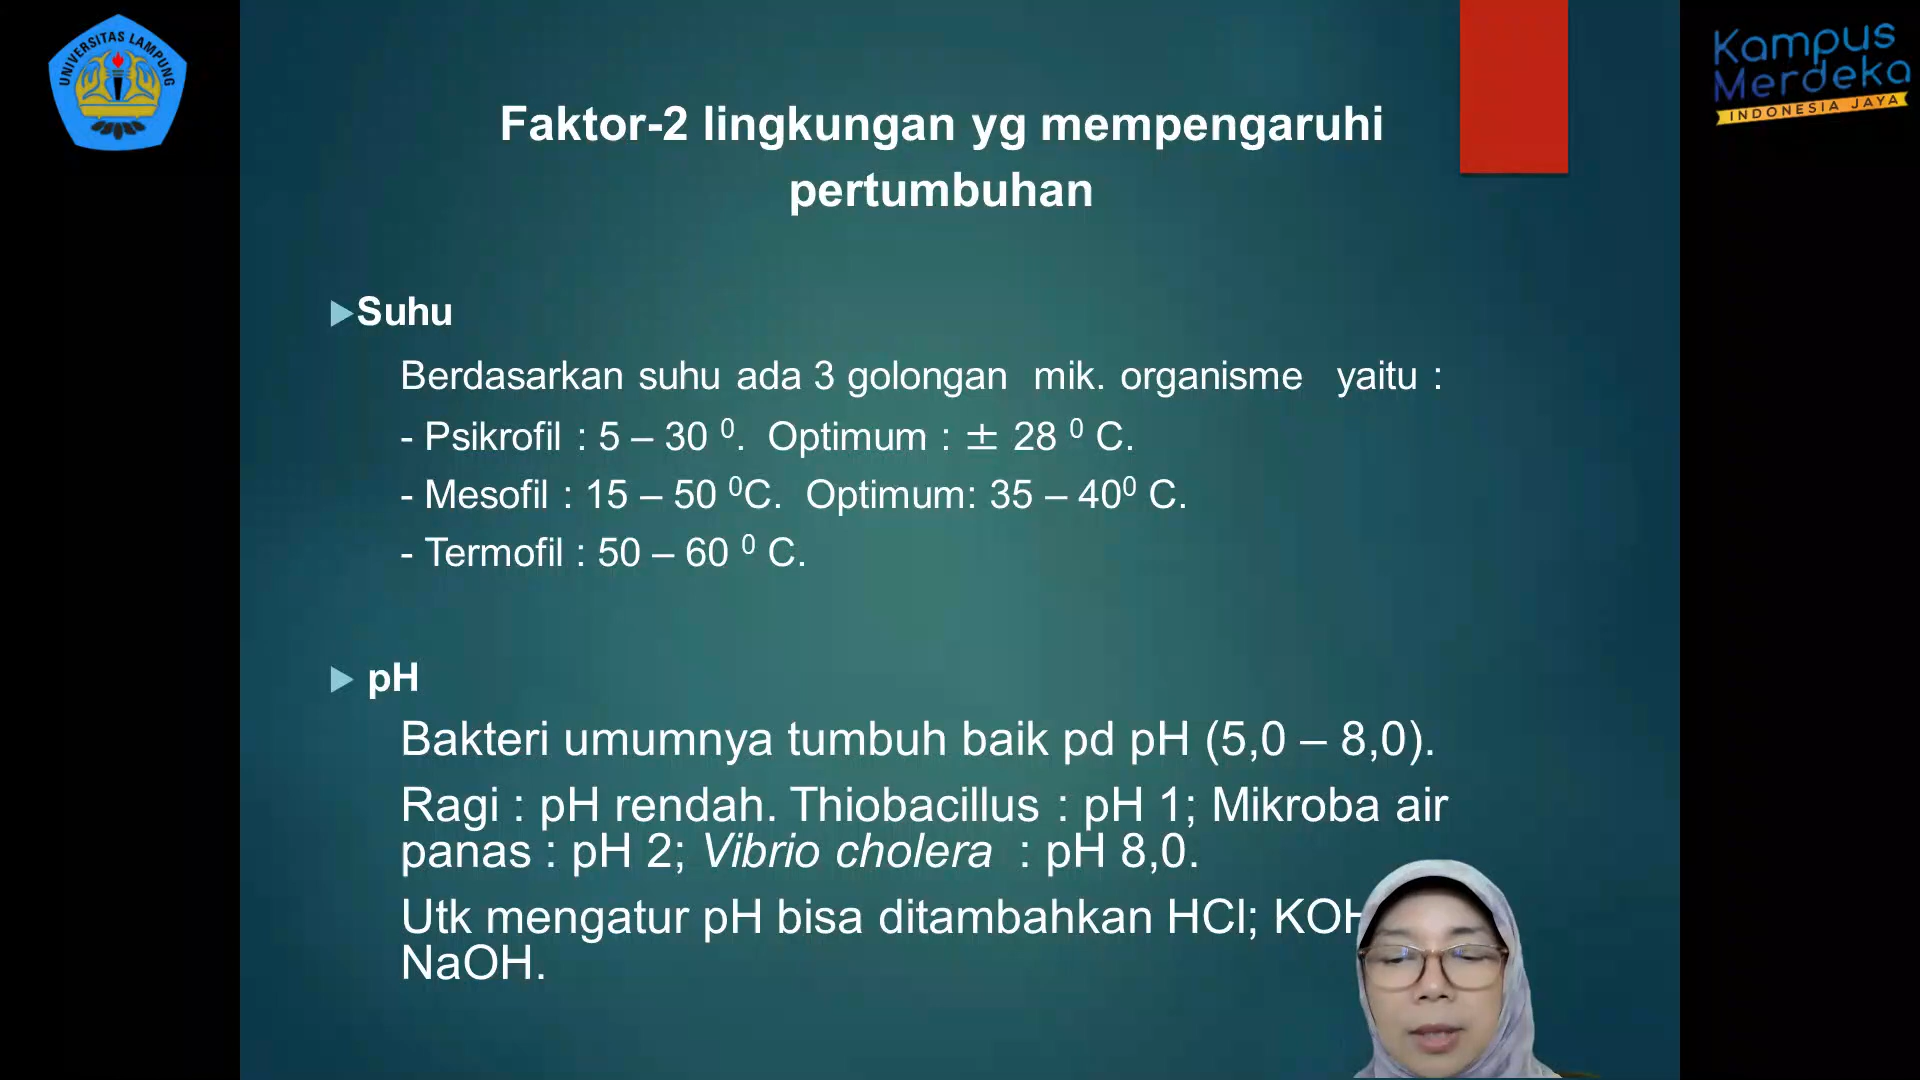 UNIVERSITAS LAMPUNG
Kampus
Merdeka
INDONESIA JAYA
Faktor-2 lingkungan yg mempengaruhi
pertumbuhan
Suhu
Berdasarkan suhu ada 3 golongan mik. organisme yaitu :
- Psikrofil : 5 – 30 ⁰. Optimum : ± 28 ⁰ C.
- Mesofil : 15 – 50 ⁰C. Optimum: 35 – 40⁰ C.
- Termofil : 50 – 60 ⁰ C.
pH
Bakteri umumnya tumbuh baik pd pH (5,0 – 8,0).
Ragi : pH rendah. Thiobacillus : pH 1; Mikroba air
panas : pH 2; Vibrio cholera : pH 8,0.
Utk mengatur pH bisa ditambahkan HCl; KOH
NaOH.